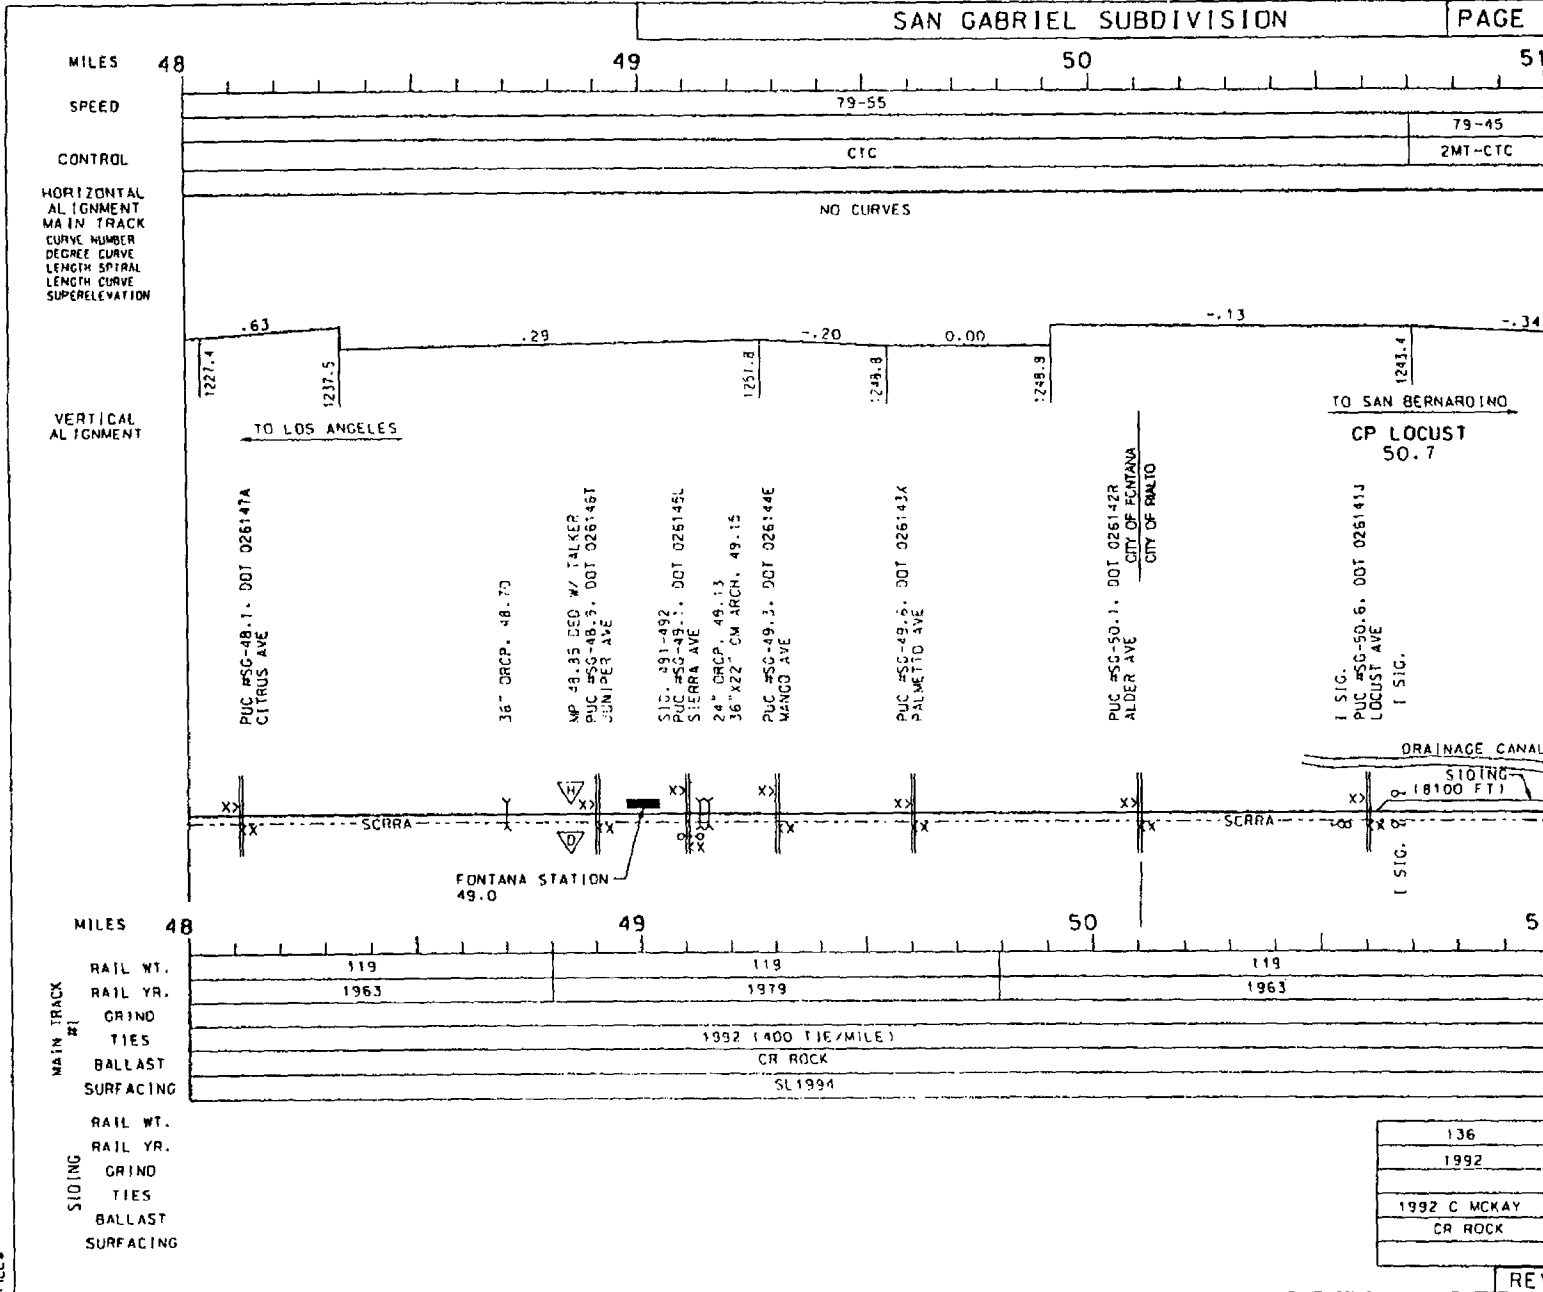 SAN GABRIEL SUBDIVISION
PAGE
MILES 48 49 50 51
SPEED 79-55
79-45
CONTROL CTC 2MT-CTC
HORIZONTAL
ALIGNMENT
MAIN TRACK
NO CURVES
CURVE NUMBER
DEGREE CURVE
LENGTH SPIRAL
LENGTH CURVE
SUPERELEVATION
.63 .29 -.20 0.00 -.13 -.34
1227.4
1237.5
1251.8
1248.8
1248.9
1243.4
VERTICAL
ALIGNMENT
TO LOS ANGELES
TO SAN BERNARDINO
CP LOCUST
50.7
PUC #SG-48.1. DOT 026147A
CITRUS AVE
36" DRCP. 48.70
MP 48.85 DED W/ TALKER
PUC #SG-48.9. DOT 026146T
JUNIPER AVE
SIG. 491-492
PUC #SG-49.1. DOT 026145L
SIERRA AVE
24" DRCP. 49.13
36"X22" CM ARCH. 49.15
PUC #SG-49.3. DOT 026144E
MANGO AVE
PUC #SG-49.6. DOT 026143X
PALMETTO AVE
PUC #SG-50.1. DOT 026142R
ALDER AVE
CITY OF FONTANA
CITY OF RIALTO
1 SIG.
PUC #SG-50.6. DOT 026141J
LOCUST AVE
1 SIG.
DRAINAGE CANAL
SIDING
(8100 FT)
H
D
SCRRA
SCRRA
1 SIG.
FONTANA STATION
49.0
MILES 48 49 50 5
MAIN TRACK
#1
RAIL WT. 119 119 119
RAIL YR. 1963 1979 1963
GRIND
TIES 1992 (400 TIE/MILE)
BALLAST CR ROCK
SURFACING SL1994
SIDING
RAIL WT. 136
RAIL YR. 1992
GRIND
TIES 1992 C MCKAY
BALLAST CR ROCK
SURFACING
REV